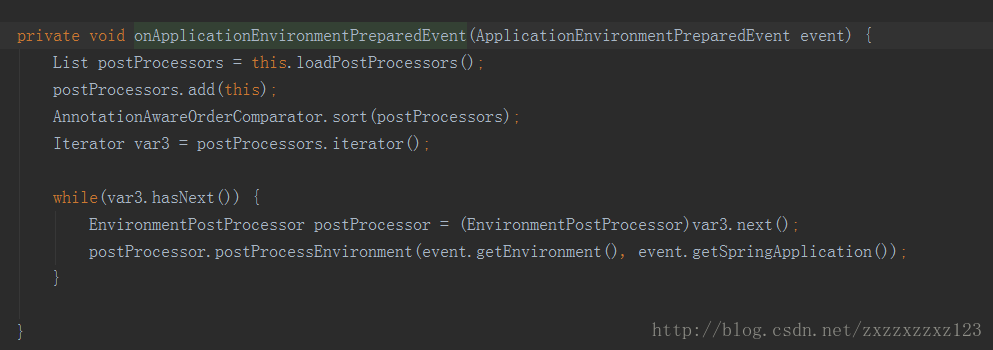 private void onApplicationEnvironmentPreparedEvent(ApplicationEnvironmentPreparedEvent event) {
List postProcessors = this.loadPostProcessors();
postProcessors.add(this);
AnnotationAwareOrderComparator.sort(postProcessors);
Iterator var3 = postProcessors.iterator();
while(var3.hasNext()) {
EnvironmentPostProcessor postProcessor = (EnvironmentPostProcessor)var3.next();
postProcessor.postProcessEnvironment(event.getEnvironment(), event.getSpringApplication());
}
}
http://blog.csdn.net/zxzzxzzxz123